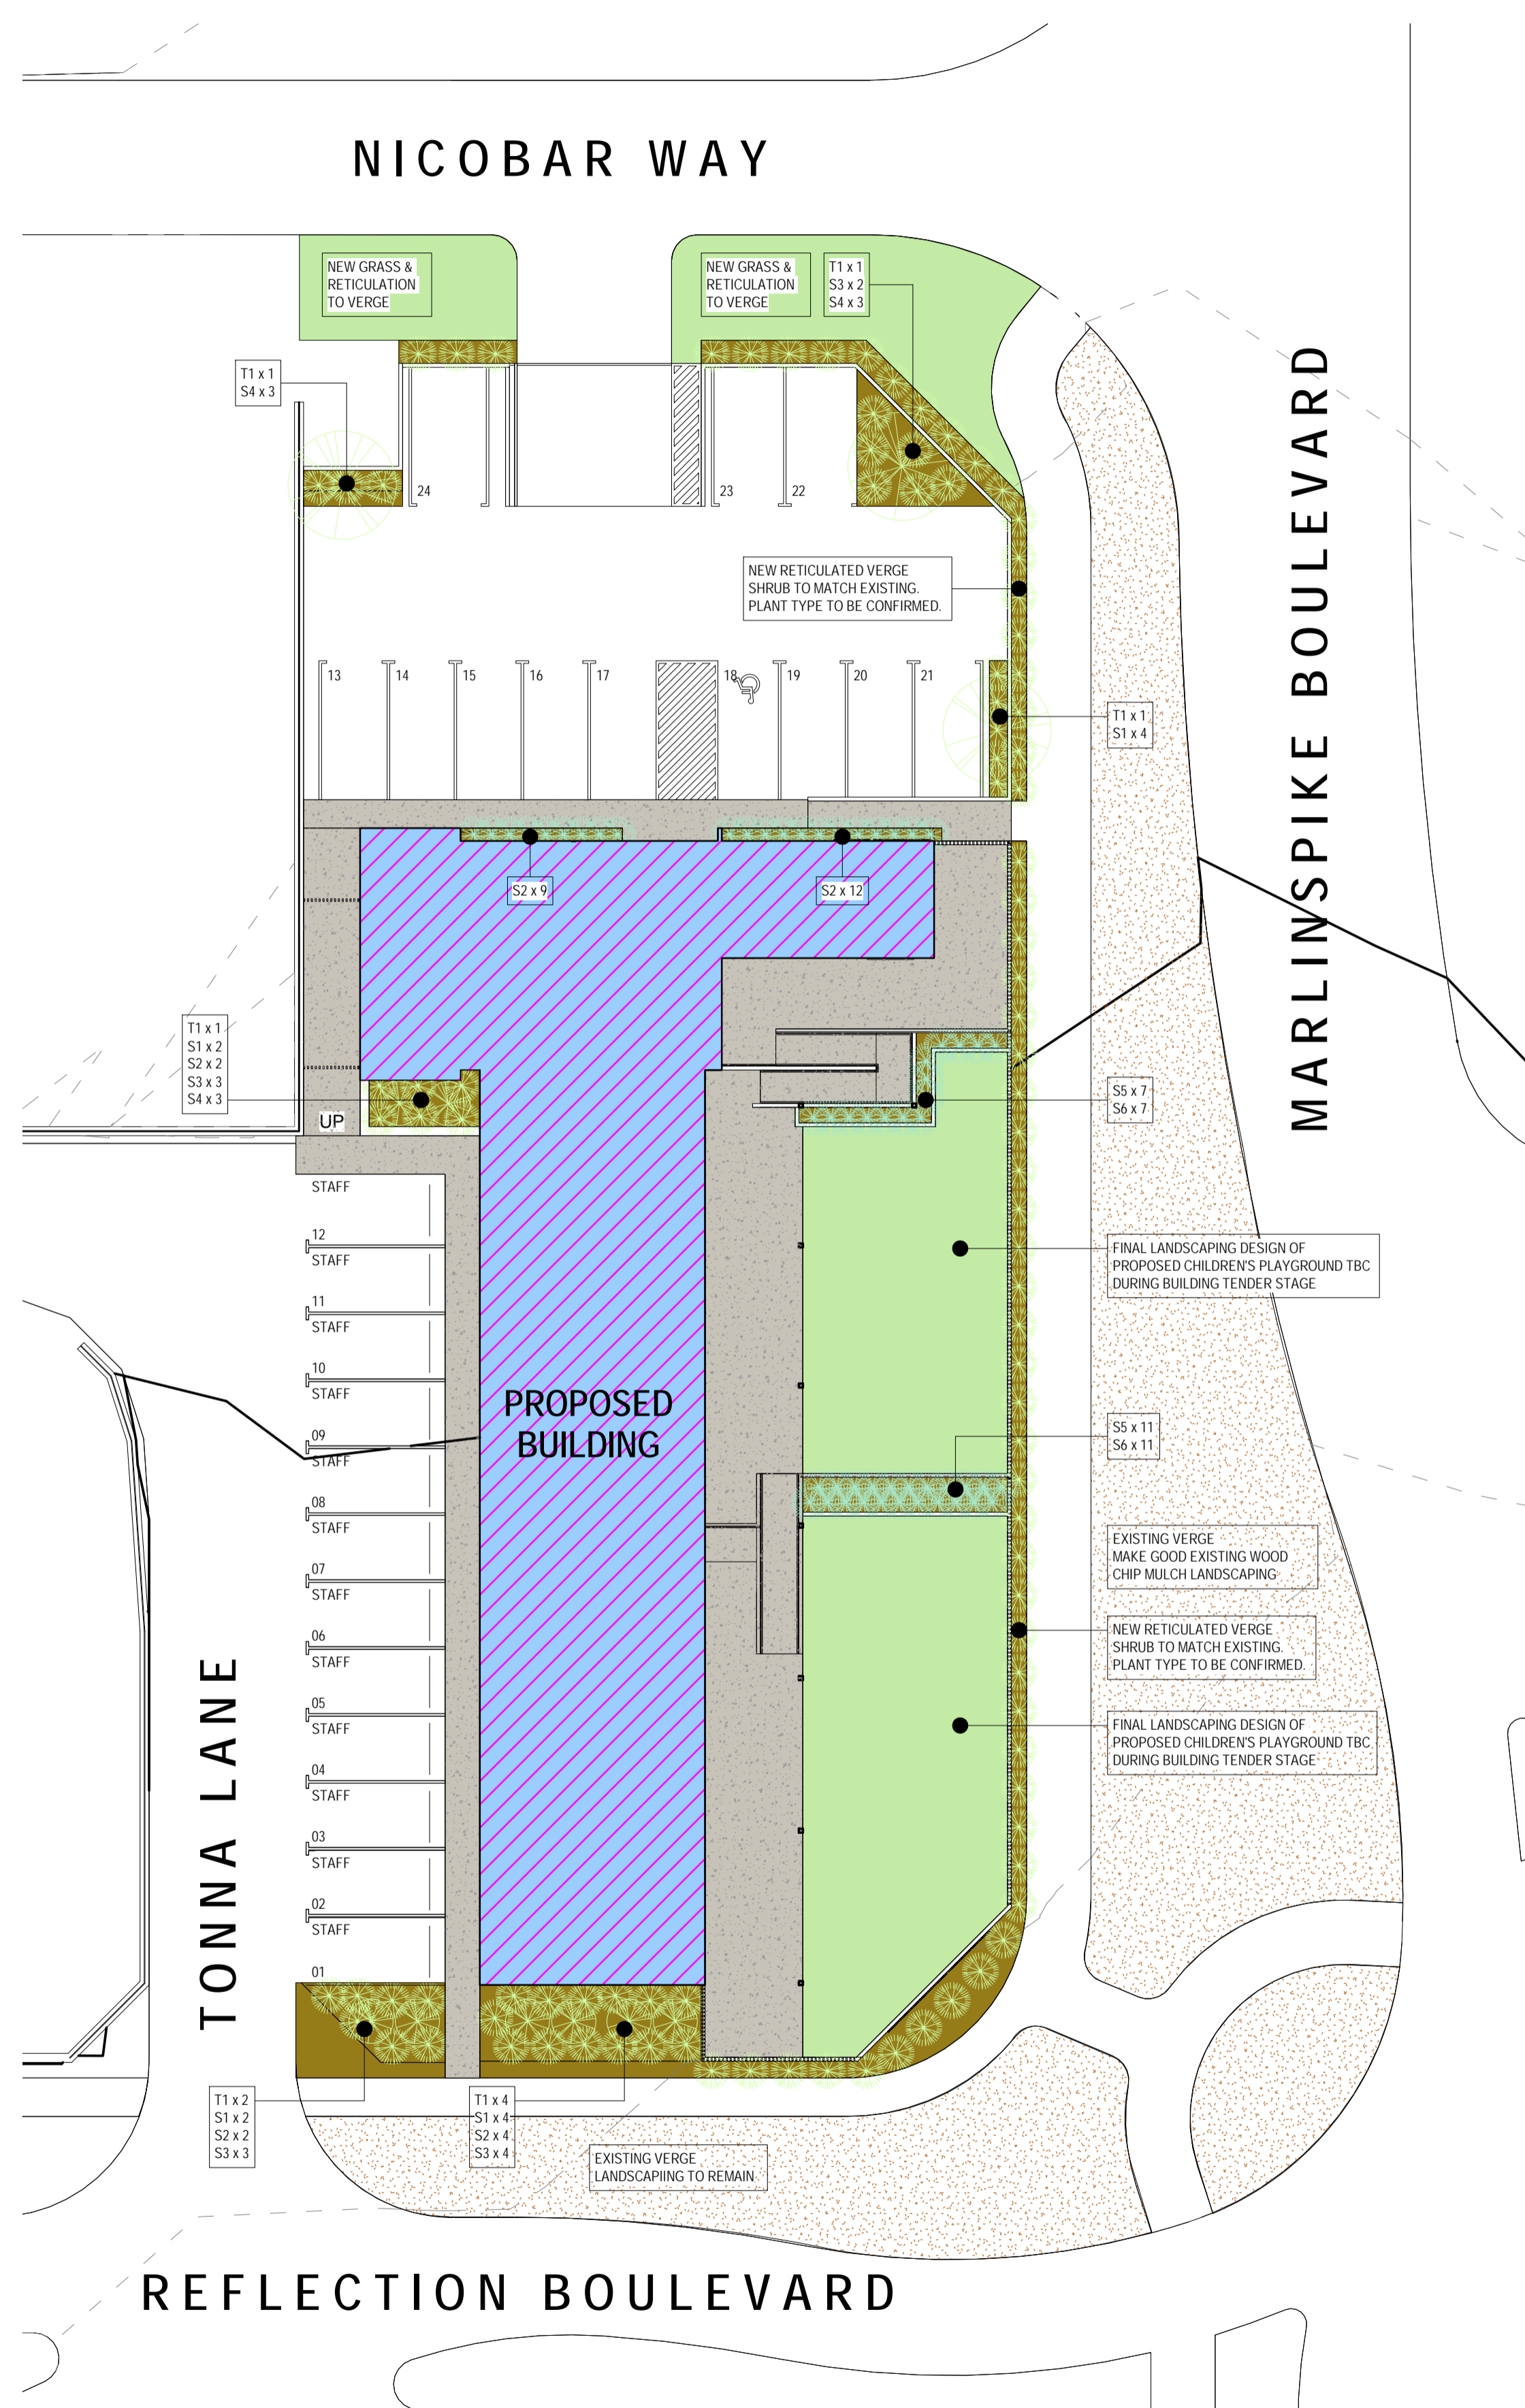 NICOBAR WAY
NEW GRASS &
RETICULATION
TO VERGE
NEW GRASS &
RETICULATION
TO VERGE
T1 x 1
S3 x 2
S4 x 3
T1 x 1
S4 x 3
24
23
22
NEW RETICULATED VERGE
SHRUB TO MATCH EXISTING.
PLANT TYPE TO BE CONFIRMED.
MARLINSPIKE BOULEVARD
13
14
15
16
17
18
19
20
21
T1 x 1
S1 x 4
S2 x 9
S2 x 12
T1 x 1
S1 x 2
S2 x 2
S3 x 3
S4 x 3
UP
S5 x 7
S6 x 7
STAFF
12
STAFF
11
STAFF
10
STAFF
09
STAFF
08
STAFF
07
STAFF
06
STAFF
05
STAFF
04
STAFF
03
STAFF
02
STAFF
01
FINAL LANDSCAPING DESIGN OF
PROPOSED CHILDREN'S PLAYGROUND TBC
DURING BUILDING TENDER STAGE
PROPOSED
BUILDING
S5 x 11
S6 x 11
EXISTING VERGE
MAKE GOOD EXISTING WOOD
CHIP MULCH LANDSCAPING
NEW RETICULATED VERGE
SHRUB TO MATCH EXISTING.
PLANT TYPE TO BE CONFIRMED.
FINAL LANDSCAPING DESIGN OF
PROPOSED CHILDREN'S PLAYGROUND TBC
DURING BUILDING TENDER STAGE
TONNA LANE
T1 x 2
S1 x 2
S2 x 2
S3 x 3
T1 x 4
S1 x 4
S2 x 4
S3 x 4
EXISTING VERGE
LANDSCAPIING TO REMAIN
REFLECTION BOULEVARD